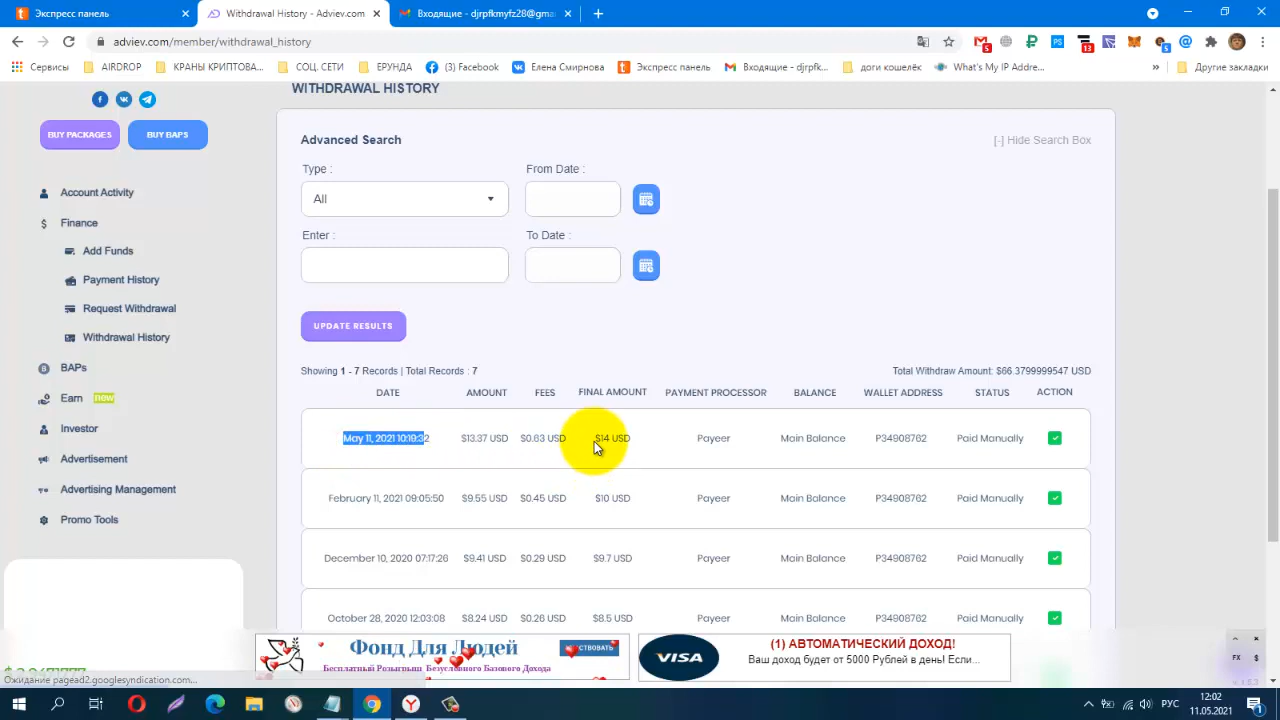 Экспресс панель
Withdrawal History - Adviev.com
Входящие - djrpfkmyfz28@gmai
adviev.com/member/withdrawal_history
Сервисы
AIRDROP
КРАНЫ КРИПТОВА...
СОЦ. СЕТИ
ЕРУНДА
(3) Facebook
Елена Смирнова
Экспресс панель
Входящие - djrpfk...
доги кошелёк
What's My IP Addre...
»
Другие закладки
BUY PACKAGES
BUY BAPS
Account Activity
Finance
Add Funds
Payment History
Request Withdrawal
Withdrawal History
BAPs
Earn new
Investor
Advertisement
Advertising Management
Promo Tools
WITHDRAWAL HISTORY
Advanced Search
[-] Hide Search Box
Type :
From Date :
All
Enter :
To Date :
UPDATE RESULTS
Showing 1 - 7 Records | Total Records : 7
Total Withdraw Amount: $66.3799999547 USD
DATE AMOUNT FEES FINAL AMOUNT PAYMENT PROCESSOR BALANCE WALLET ADDRESS STATUS ACTION
May 11, 2021 10:19:32 $13.37 USD $0.63 USD $14 USD Payeer Main Balance P34908762 Paid Manually
February 11, 2021 09:05:50 $9.55 USD $0.45 USD $10 USD Payeer Main Balance P34908762 Paid Manually
December 10, 2020 07:17:26 $9.41 USD $0.29 USD $9.7 USD Payeer Main Balance P34908762 Paid Manually
October 28, 2020 12:03:08 $8.24 USD $0.26 USD $8.5 USD Payeer Main Balance P34908762 Paid Manually
Фонд Для Людей
Бесплатный Розыгрыш Безусловного Базового Дохода
VISA
(1) АВТОМАТИЧЕСКИЙ ДОХОД!
Ваш доход будет от 5000 Рублей в день! Если...
Ожидание pagead2.googlesyndication.com...
РУС
12:02
11.05.2021